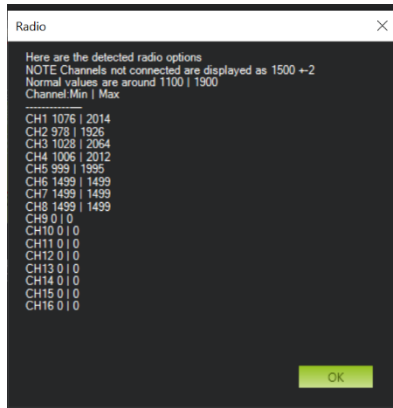 Radio
Here are the detected radio options
NOTE Channels not connected are displayed as 1500 +-2
Normal values are around 1100 | 1900
Channel:Min | Max
---------------
CH1 1076 | 2014
CH2 978 | 1926
CH3 1028 | 2064
CH4 1006 | 2012
CH5 999 | 1995
CH6 1499 | 1499
CH7 1499 | 1499
CH8 1499 | 1499
CH9 0 | 0
CH10 0 | 0
CH11 0 | 0
CH12 0 | 0
CH13 0 | 0
CH14 0 | 0
CH15 0 | 0
CH16 0 | 0
OK